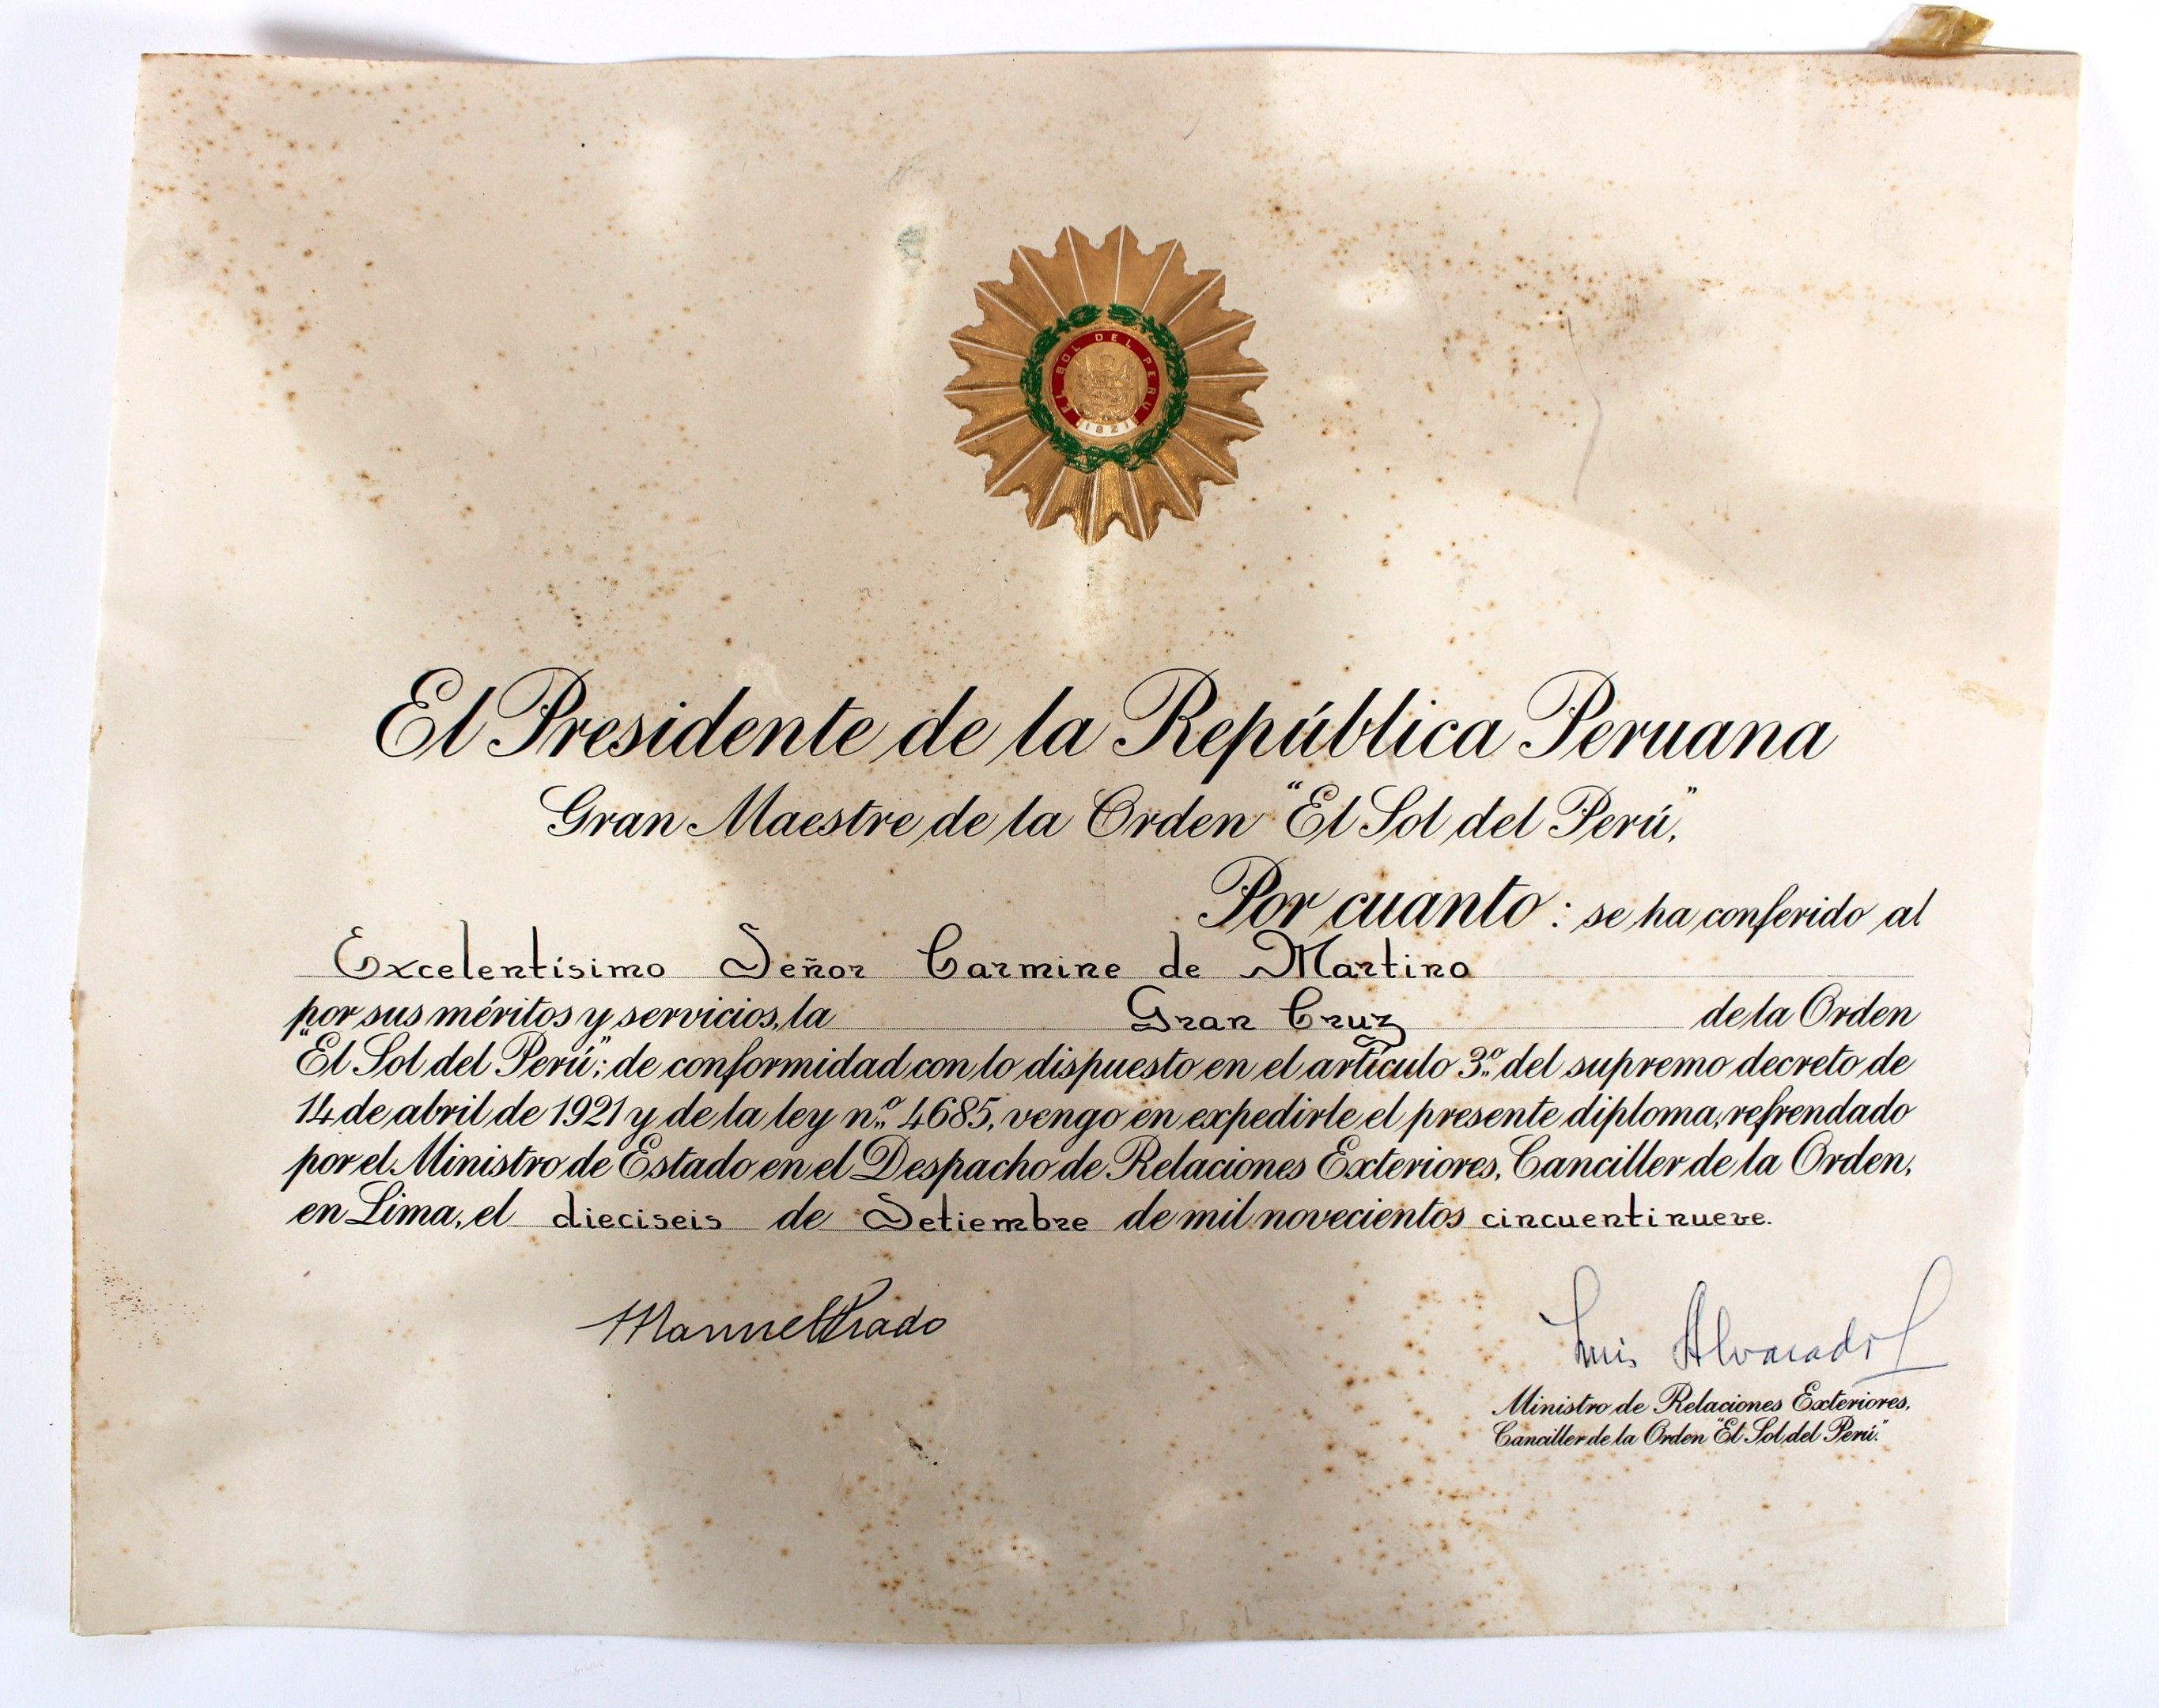 EL SOL DEL PERU
1821
El Presidente de la República Peruana
Gran Maestre de la Orden "El Sol del Perú,"
Por cuanto: se ha conferido al
Excelentísimo Señor Carmine de Martino
por sus méritos y servicios, la Gran Cruz de la Orden
"El Sol del Perú"; de conformidad con lo dispuesto en el artículo 3º del supremo decreto de
14 de abril de 1921 y de la ley nº 4685, vengo en expedirle el presente diploma, refrendado
por el Ministro de Estado en el Despacho de Relaciones Exteriores, Canciller de la Orden,
en Lima, el dieciseis de Setiembre de mil novecientos cincuentinueve.
Manuel Prado
Luis Alvarado
Ministro de Relaciones Exteriores,
Canciller de la Orden "El Sol del Perú."